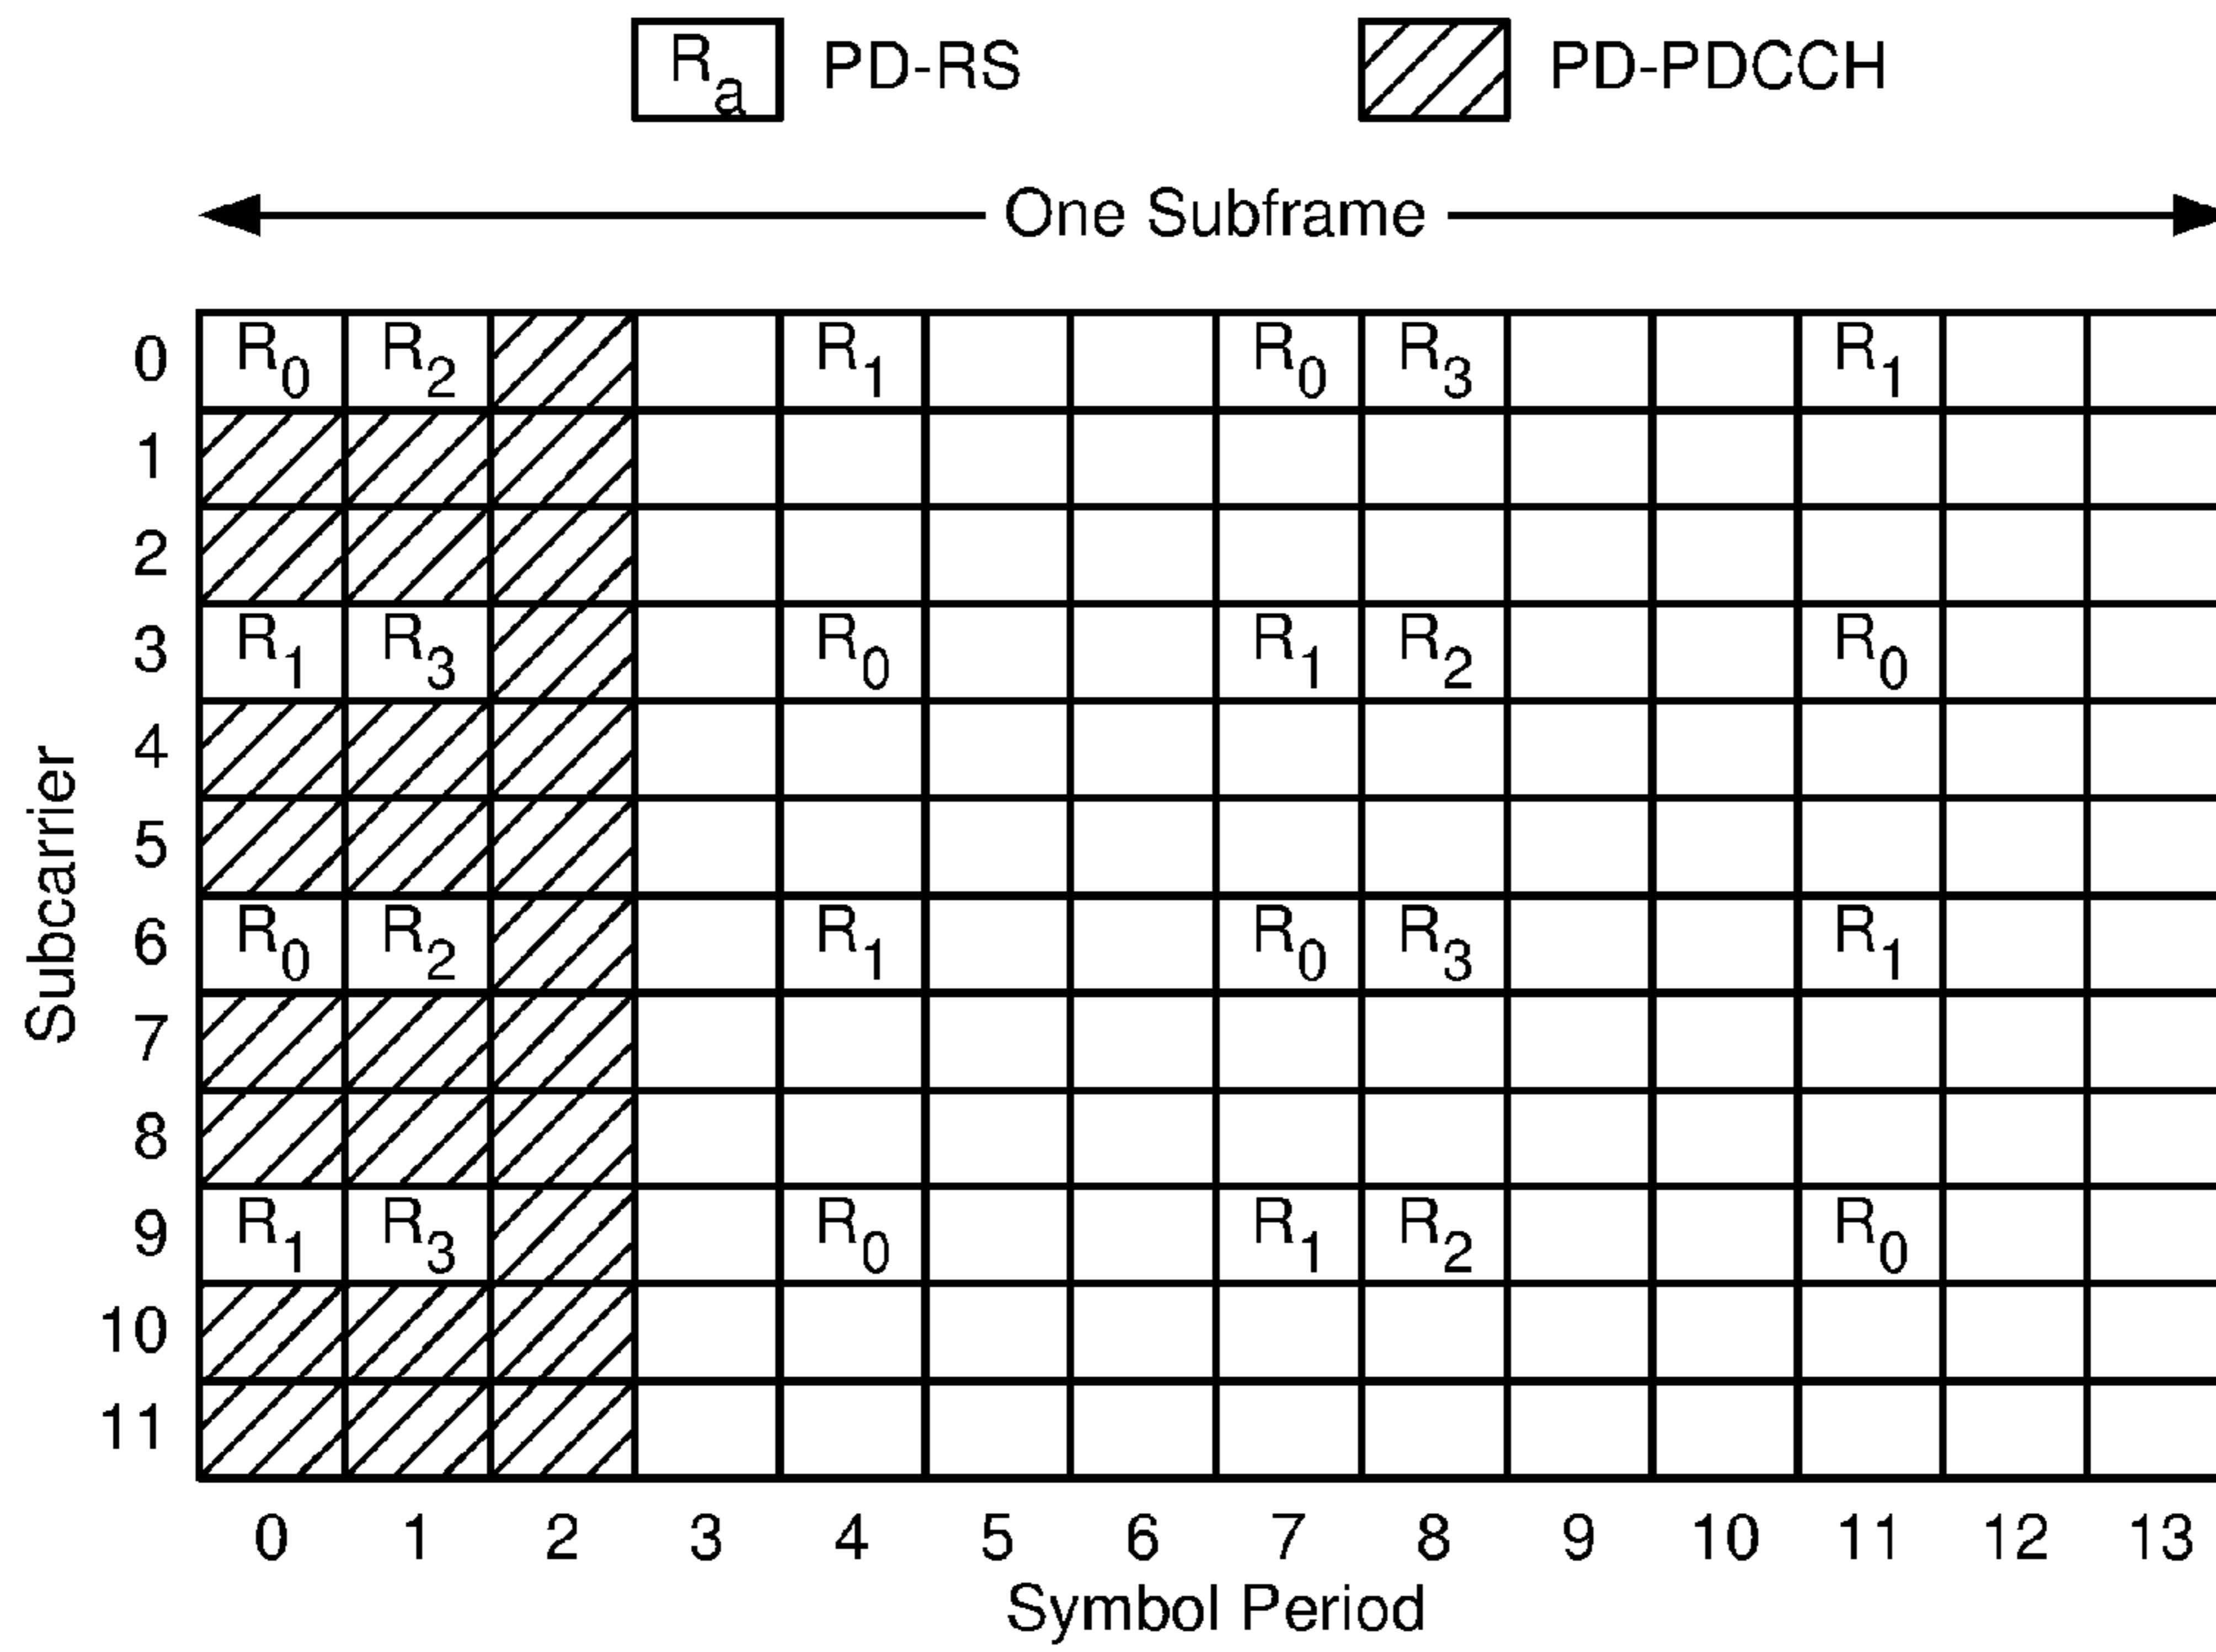 Rₐ PD-RS PD-PDCCH
One Subframe
0 R₀ R₂ R₁ R₀ R₃ R₁
1
2
3 R₁ R₃ R₀ R₁ R₂ R₀
4
5
6 R₀ R₂ R₁ R₀ R₃ R₁
7
8
9 R₁ R₃ R₀ R₁ R₂ R₀
10
11
Subcarrier
0 1 2 3 4 5 6 7 8 9 10 11 12 13
Symbol Period